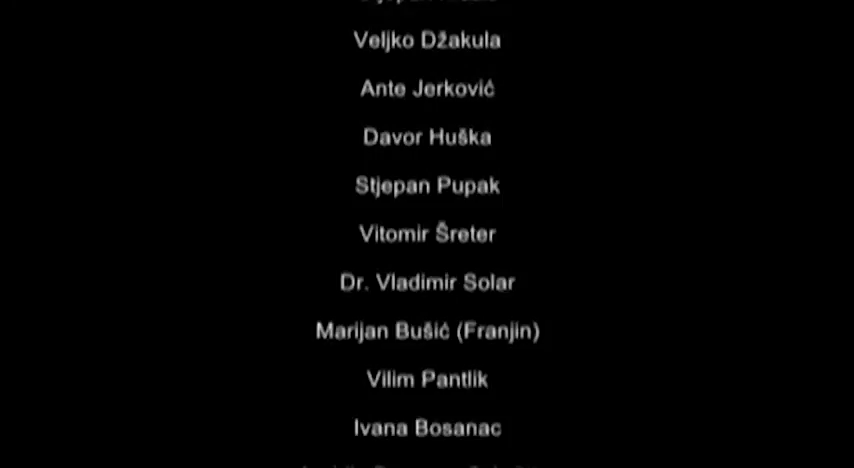 Veljko Džakula
Ante Jerković
Davor Huška
Stjepan Pupak
Vitomir Šreter
Dr. Vladimir Solar
Marijan Bušić (Franjin)
Vilim Pantlik
Ivana Bosanac